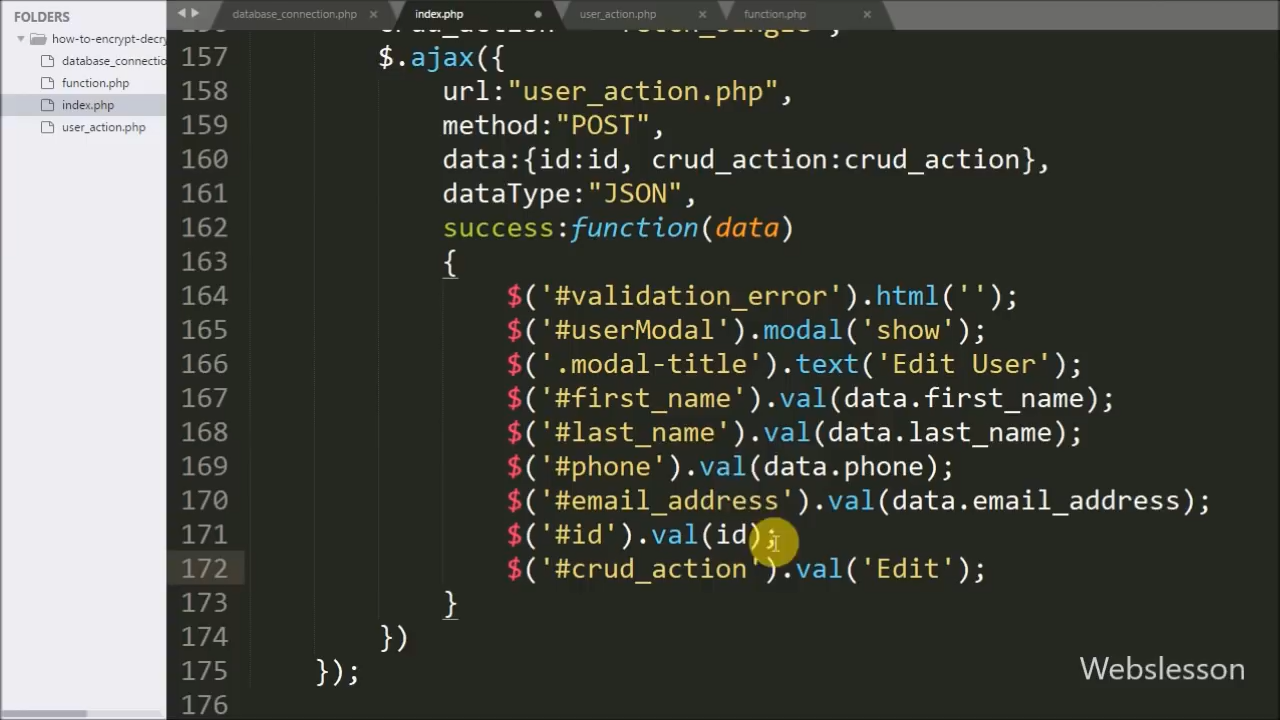 FOLDERS
how-to-encrypt-decry
database_connectio
function.php
index.php
user_action.php
database_connection.php
index.php
user_action.php
function.php
157 $.ajax({
158 url:"user_action.php",
159 method:"POST",
160 data:{id:id, crud_action:crud_action},
161 dataType:"JSON",
162 success:function(data)
163 {
164 $('#validation_error').html('');
165 $('#userModal').modal('show');
166 $('.modal-title').text('Edit User');
167 $('#first_name').val(data.first_name);
168 $('#last_name').val(data.last_name);
169 $('#phone').val(data.phone);
170 $('#email_address').val(data.email_address);
171 $('#id').val(id);
172 $('#crud_action').val('Edit');
173 }
174 })
175 });
176
Webslesson